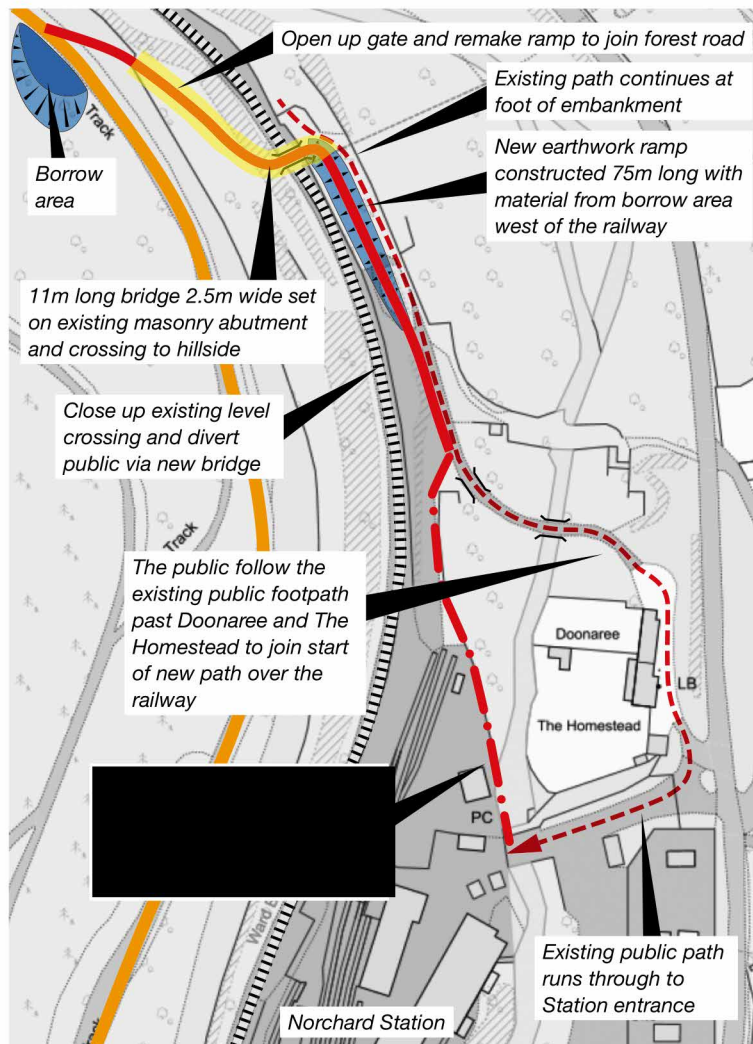 Open up gate and remake ramp to join forest road
Existing path continues at
foot of embankment
Track
Borrow
area
New earthwork ramp
constructed 75m long with
material from borrow area
west of the railway
11m long bridge 2.5m wide set
on existing masonry abutment
and crossing to hillside
Close up existing level
crossing and divert
public via new bridge
Track
The public follow the
existing public footpath
past Doonaree and The
Homestead to join start
of new path over the
railway
Doonaree
LB
The Homestead
PC
Existing public path
runs through to
Station entrance
Norchard Station
Track